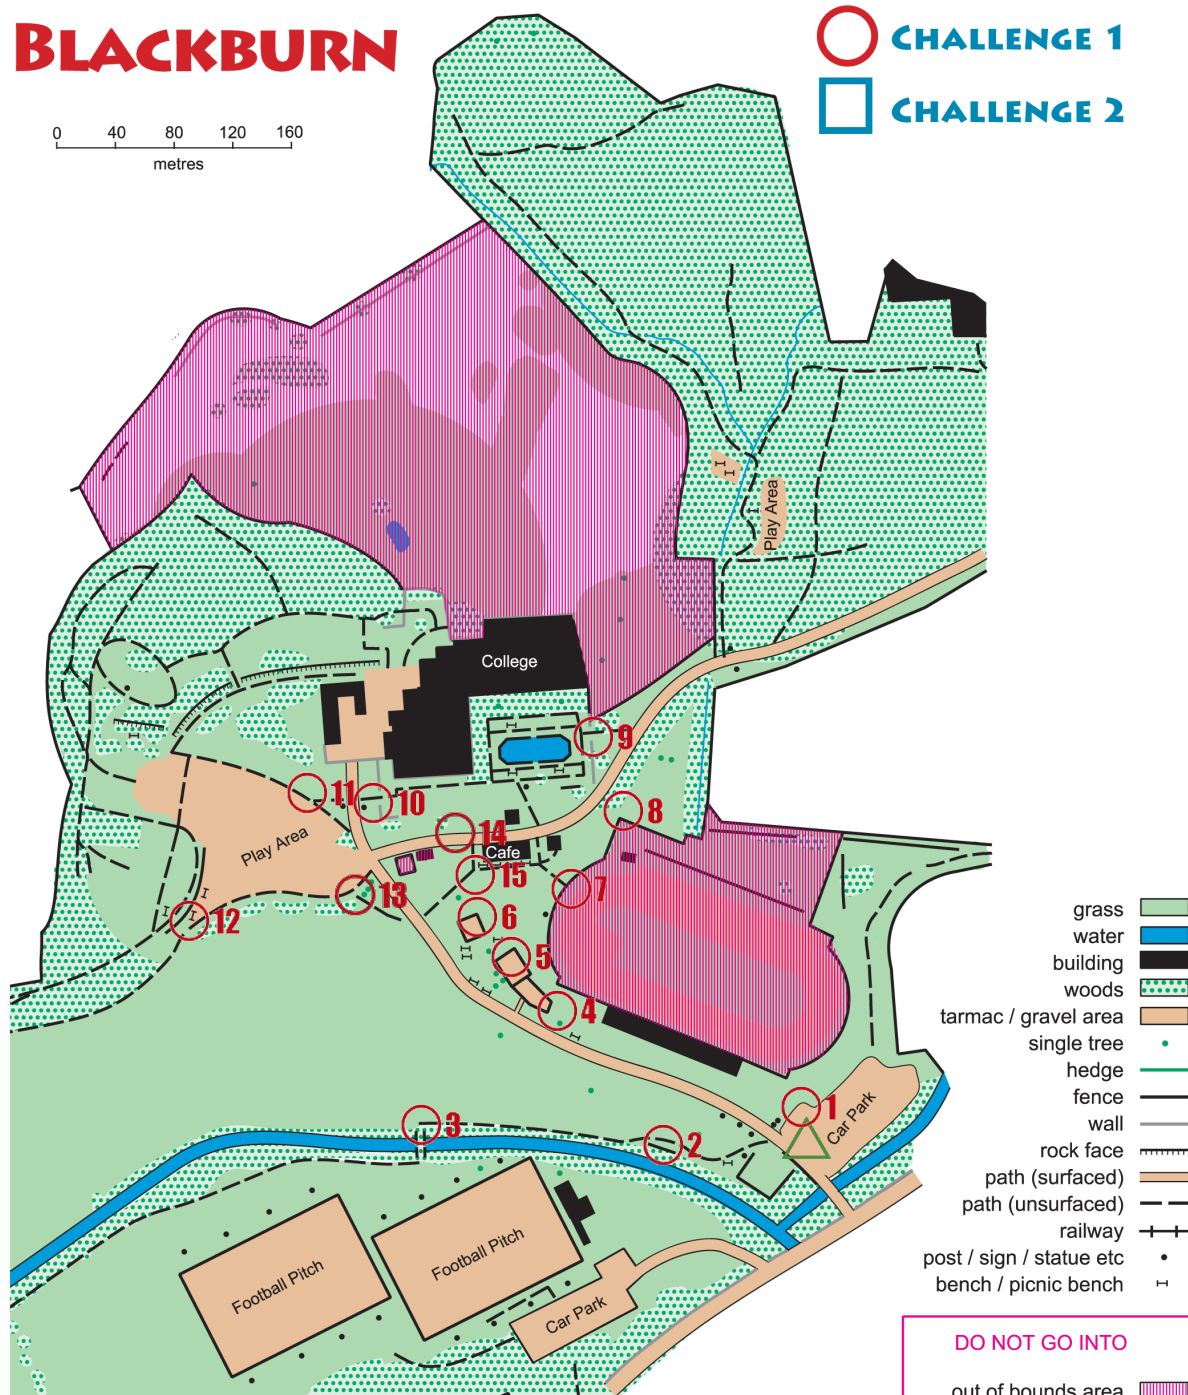 BLACKBURN
CHALLENGE 1
CHALLENGE 2
0 40 80 120 160
metres
Play Area
College
9
11
10
8
14
Cafe
Play Area
15
7
13
6
12
5
4
1
Car Park
3
2
Football Pitch
Football Pitch
Car Park
grass
water
building
woods
tarmac / gravel area
single tree
hedge
fence
wall
rock face
path (surfaced)
path (unsurfaced)
railway
post / sign / statue etc
bench / picnic bench
DO NOT GO INTO
out of bounds area